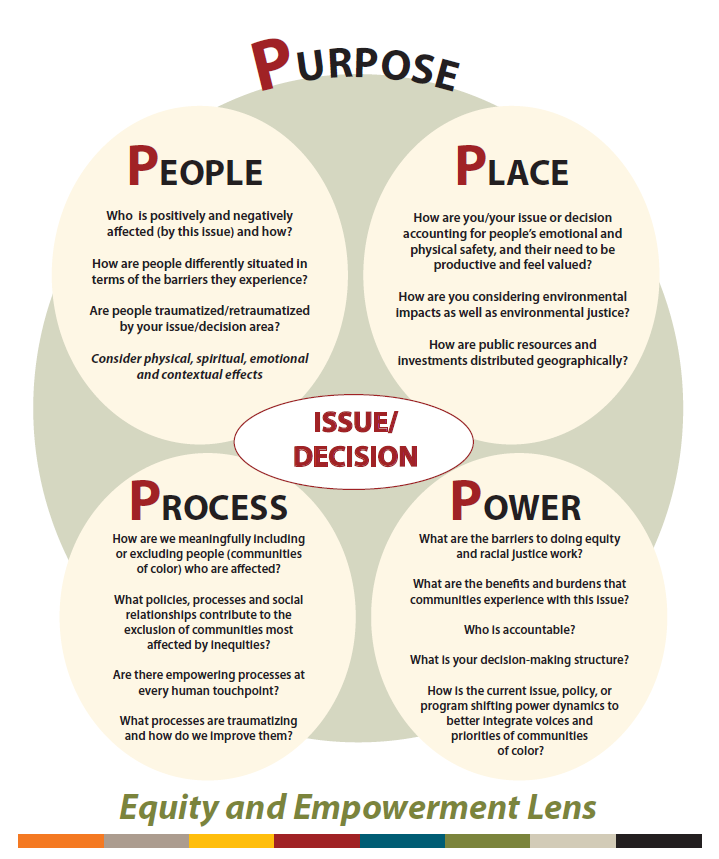 PURPOSE
PEOPLE
Who is positively and negatively
affected (by this issue) and how?
How are people differently situated in
terms of the barriers they experience?
Are people traumatized/retraumatized
by your issue/decision area?
Consider physical, spiritual, emotional
and contextual effects
PLACE
How are you/your issue or decision
accounting for people's emotional and
physical safety, and their need to be
productive and feel valued?
How are you considering environmental
impacts as well as environmental justice?
How are public resources and
investments distributed geographically?
ISSUE/
DECISION
PROCESS
How are we meaningfully including
or excluding people (communities
of color) who are affected?
What policies, processes and social
relationships contribute to the
exclusion of communities most
affected by inequities?
Are there empowering processes at
every human touchpoint?
What processes are traumatizing
and how do we improve them?
POWER
What are the barriers to doing equity
and racial justice work?
What are the benefits and burdens that
communities experience with this issue?
Who is accountable?
What is your decision-making structure?
How is the current issue, policy, or
program shifting power dynamics to
better integrate voices and
priorities of communities
of color?
Equity and Empowerment Lens